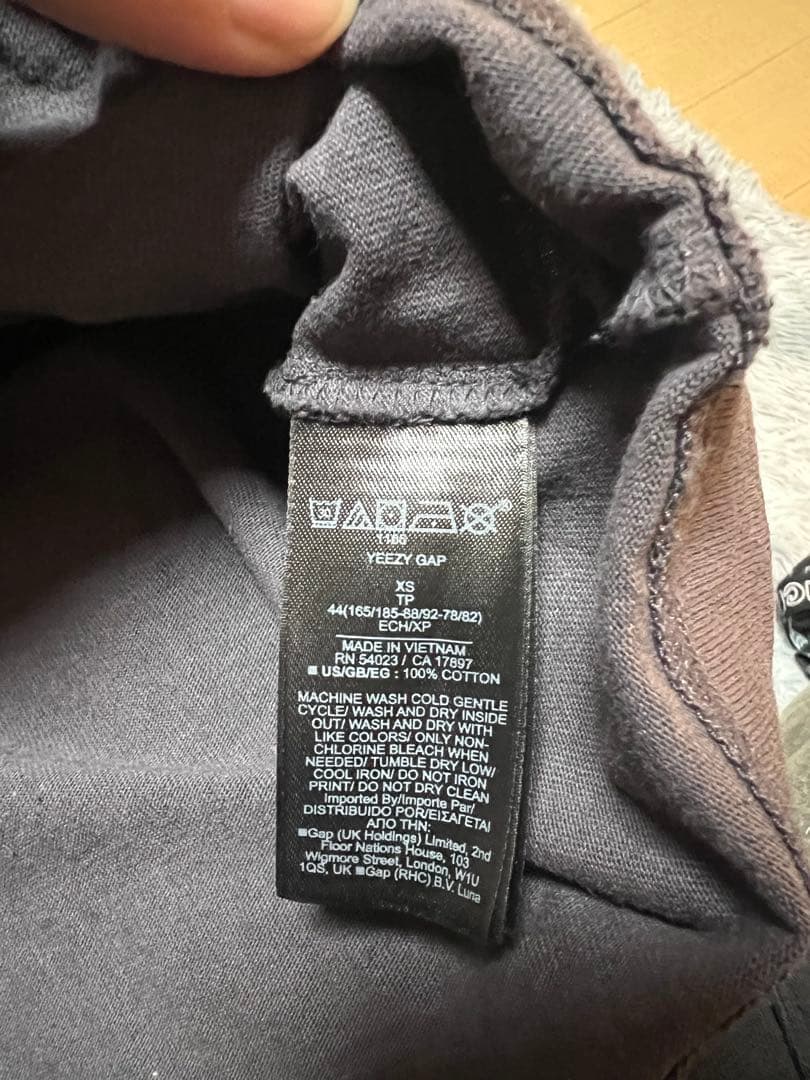 30
1156
YEEZY GAP
XS
TP
44(165/185-88/92-78/82)
ECH/XP
MADE IN VIETNAM
RN 54023 / CA 17897
■ US/GB/EG : 100% COTTON
MACHINE WASH COLD GENTLE
CYCLE/ WASH AND DRY INSIDE
OUT/ WASH AND DRY WITH
LIKE COLORS/ ONLY NON-
CHLORINE BLEACH WHEN
NEEDED/ TUMBLE DRY LOW/
COOL IRON/ DO NOT IRON
PRINT/ DO NOT DRY CLEAN
Imported By/Importe Par/
DISTRIBUIDO POR/ΕΙΣΑΓΕΤΑΙ
ΑΠΟ ΤΗΝ:
■Gap (UK Holdings) Limited, 2nd
Floor Nations House, 103
Wigmore Street, London, W1U
1QS, UK ■Gap (RHC) B.V. Luna